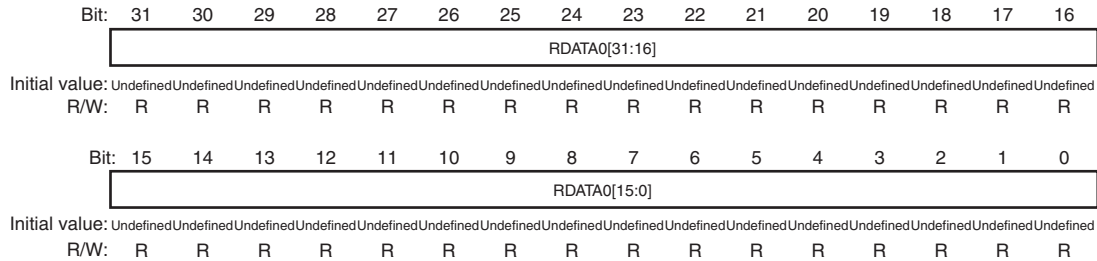 Bit: 31 30 29 28 27 26 25 24 23 22 21 20 19 18 17 16
RDATA0[31:16]
Initial value: Undefined Undefined Undefined Undefined Undefined Undefined Undefined Undefined Undefined Undefined Undefined Undefined Undefined Undefined Undefined Undefined
R/W: R R R R R R R R R R R R R R R R
Bit: 15 14 13 12 11 10 9 8 7 6 5 4 3 2 1 0
RDATA0[15:0]
Initial value: Undefined Undefined Undefined Undefined Undefined Undefined Undefined Undefined Undefined Undefined Undefined Undefined Undefined Undefined Undefined Undefined
R/W: R R R R R R R R R R R R R R R R